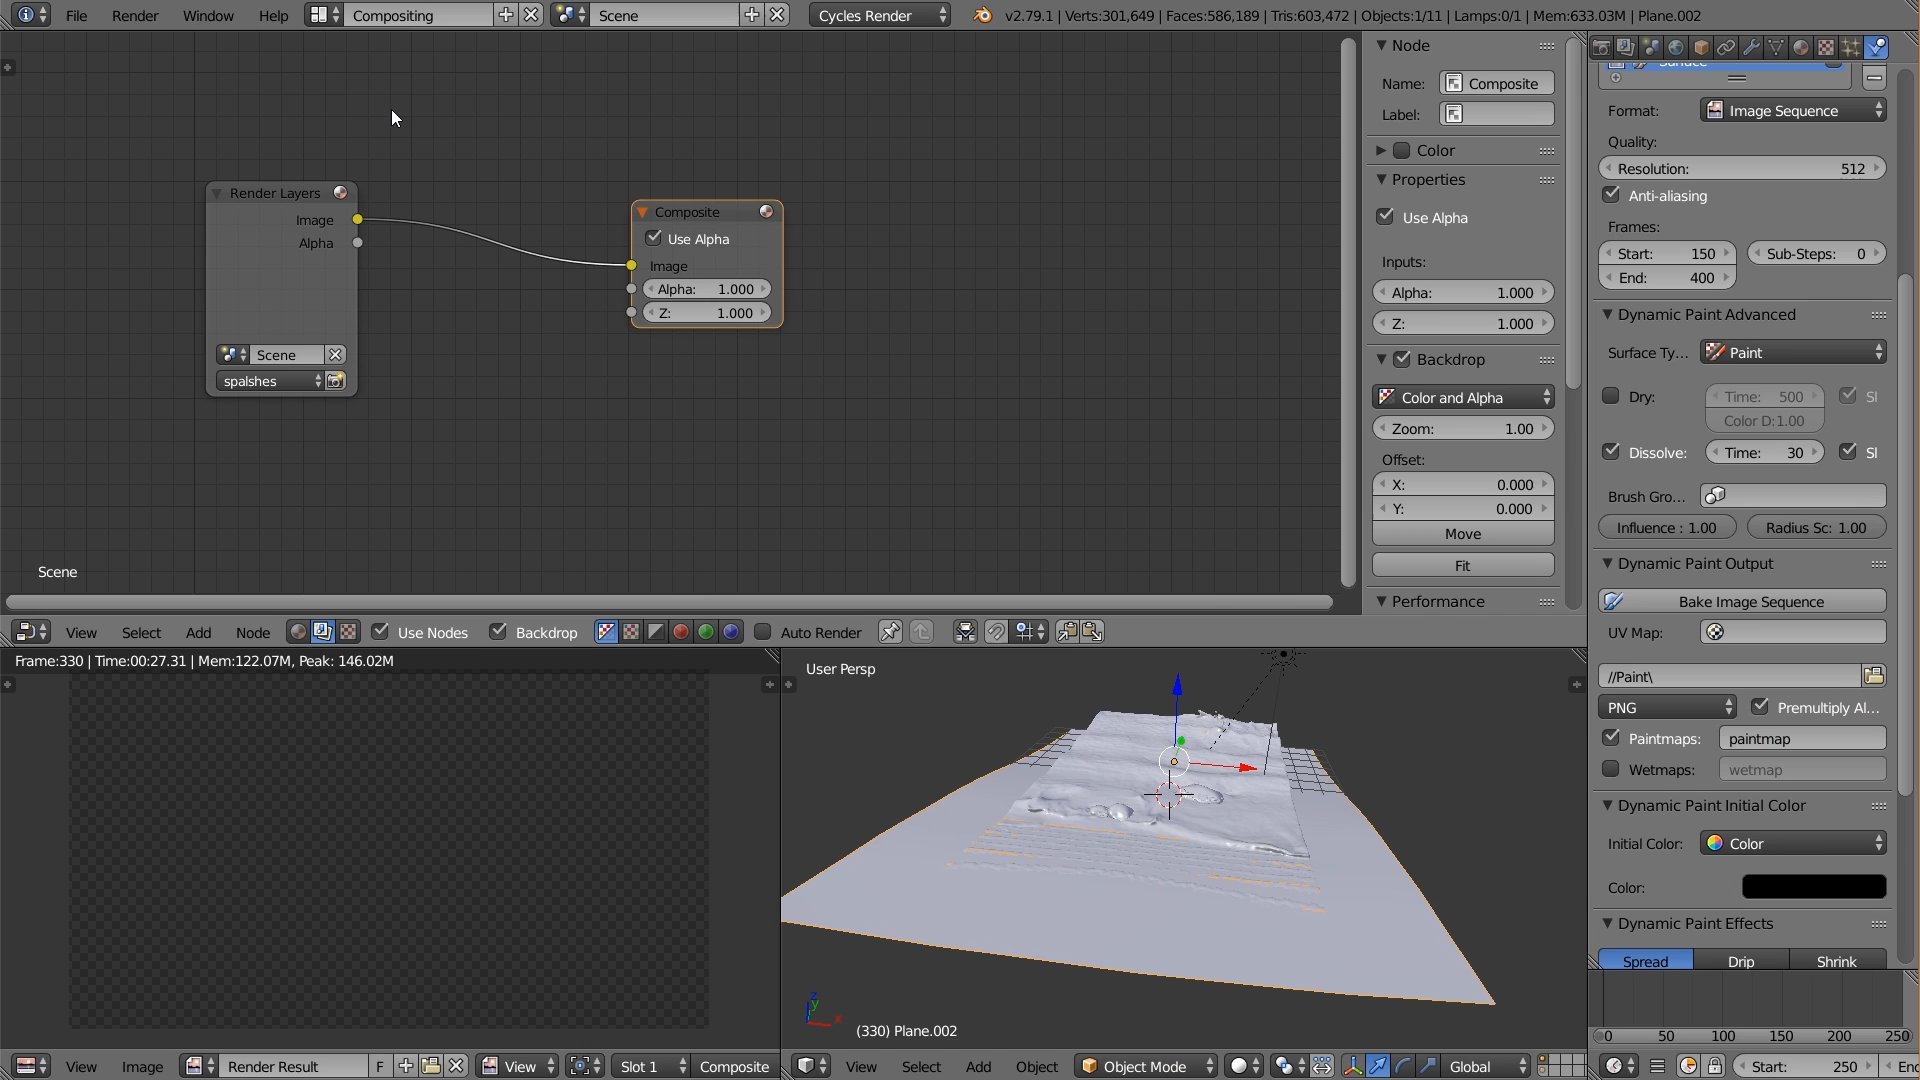 File Render Window Help Compositing Scene Cycles Render v2.79.1 | Verts:301,649 | Faces:586,189 | Tris:603,472 | Objects:1/11 | Lamps:0/1 | Mem:633.03M | Plane.002
Render Layers
Image
Alpha
Scene
spalshes
Composite
Use Alpha
Image
Alpha: 1.000
Z: 1.000
Scene
Node
Name: Composite
Label:
Color
Properties
Use Alpha
Inputs:
Alpha: 1.000
Z: 1.000
Backdrop
Color and Alpha
Zoom: 1.00
Offset:
X: 0.000
Y: 0.000
Move
Fit
Performance
Surface
Format: Image Sequence
Quality:
Resolution: 512
Anti-aliasing
Frames:
Start: 150 Sub-Steps: 0
End: 400
Dynamic Paint Advanced
Surface Ty... Paint
Dry: Time: 500 Sl
Color D:1.00
Dissolve: Time: 30 Sl
Brush Gro...
Influence : 1.00 Radius Sc: 1.00
Dynamic Paint Output
Bake Image Sequence
UV Map:
//Paint\
PNG Premultiply Al...
Paintmaps: paintmap
Wetmaps: wetmap
Dynamic Paint Initial Color
Initial Color: Color
Color:
Dynamic Paint Effects
Spread Drip Shrink
View Select Add Node Use Nodes Backdrop Auto Render
Frame:330 | Time:00:27.31 | Mem:122.07M, Peak: 146.02M
User Persp
z
y
x
(330) Plane.002
0 50 100 150 200 250
View Image Render Result F View Slot 1 Composite
View Select Add Object Object Mode Global
Start: 250 End